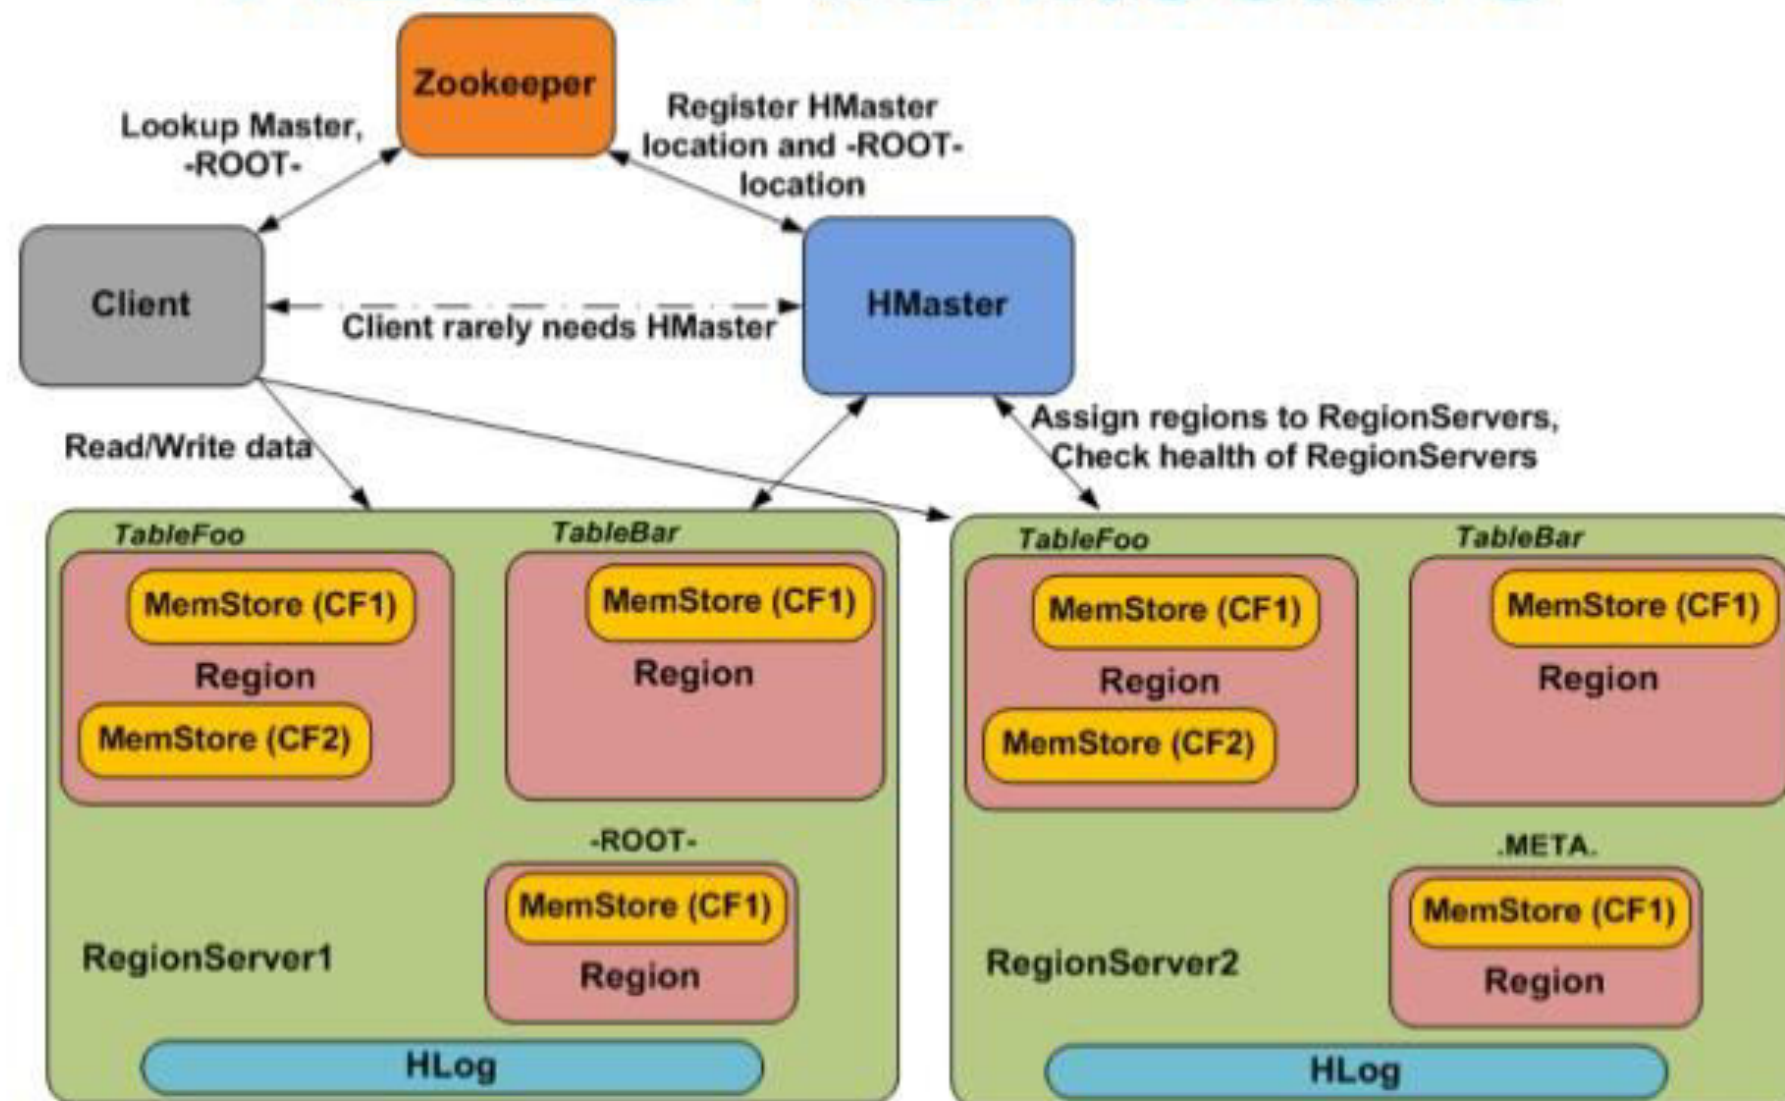 Zookeeper
Lookup Master,
-ROOT-
Register HMaster
location and -ROOT-
location
Client
Client rarely needs HMaster
HMaster
Read/Write data
Assign regions to RegionServers,
Check health of RegionServers
TableFoo
TableBar
MemStore (CF1)
MemStore (CF1)
Region
Region
MemStore (CF2)
-ROOT-
MemStore (CF1)
RegionServer1
Region
HLog
TableFoo
TableBar
MemStore (CF1)
MemStore (CF1)
Region
Region
MemStore (CF2)
.META.
MemStore (CF1)
RegionServer2
Region
HLog